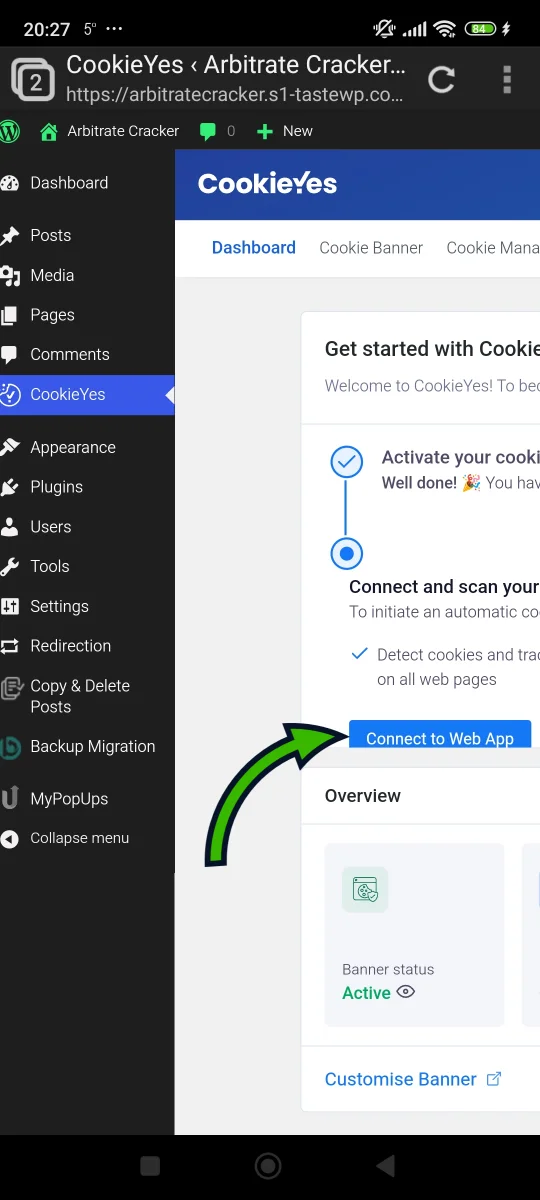 20:27 5° ··· 84
2 CookieYes ‹ Arbitrate Cracker...
https://arbitratecracker.s1-tastewp.co...
Arbitrate Cracker 0 New
Dashboard
Posts
Media
Pages
Comments
CookieYes
Appearance
Plugins
Users
Tools
Settings
Redirection
Copy & Delete
Posts
Backup Migration
MyPopUps
Collapse menu
CookieYes
Dashboard Cookie Banner Cookie Mana
Get started with Cookie
Welcome to CookieYes! To bec
Activate your cooki
Well done! 🎉 You hav
Connect and scan your
To initiate an automatic co
Detect cookies and trac
on all web pages
Connect to Web App
Overview
Banner status
Active
Customise Banner